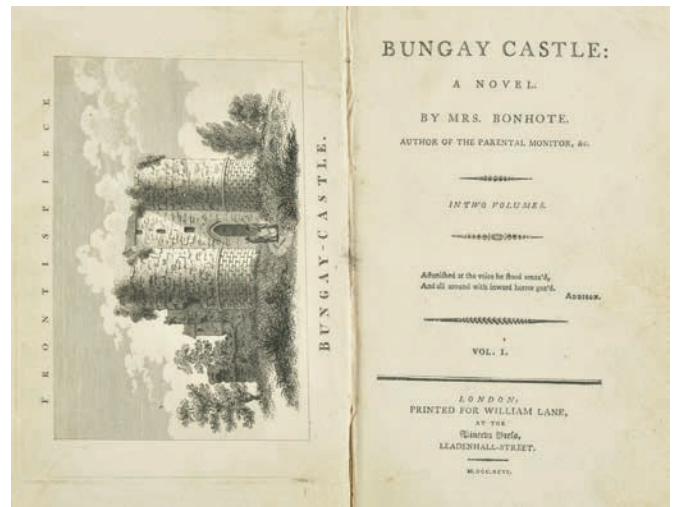 FRONTISPIECE
BUNGAY-CASTLE.
BUNGAY CASTLE:
A NOVEL.
BY MRS. BONHOTE.
AUTHOR OF THE PARENTAL MONITOR, &c.
IN TWO VOLUMES.
Aſtoniſhed at the voice he ſtood amaz'd,
And all around with inward horror gaz'd.
ADDISON.
VOL. I.
LONDON:
PRINTED FOR WILLIAM LANE,
AT THE
Minerva Preſs,
LEADENHALL-STREET.
M.DCC.XCVI.